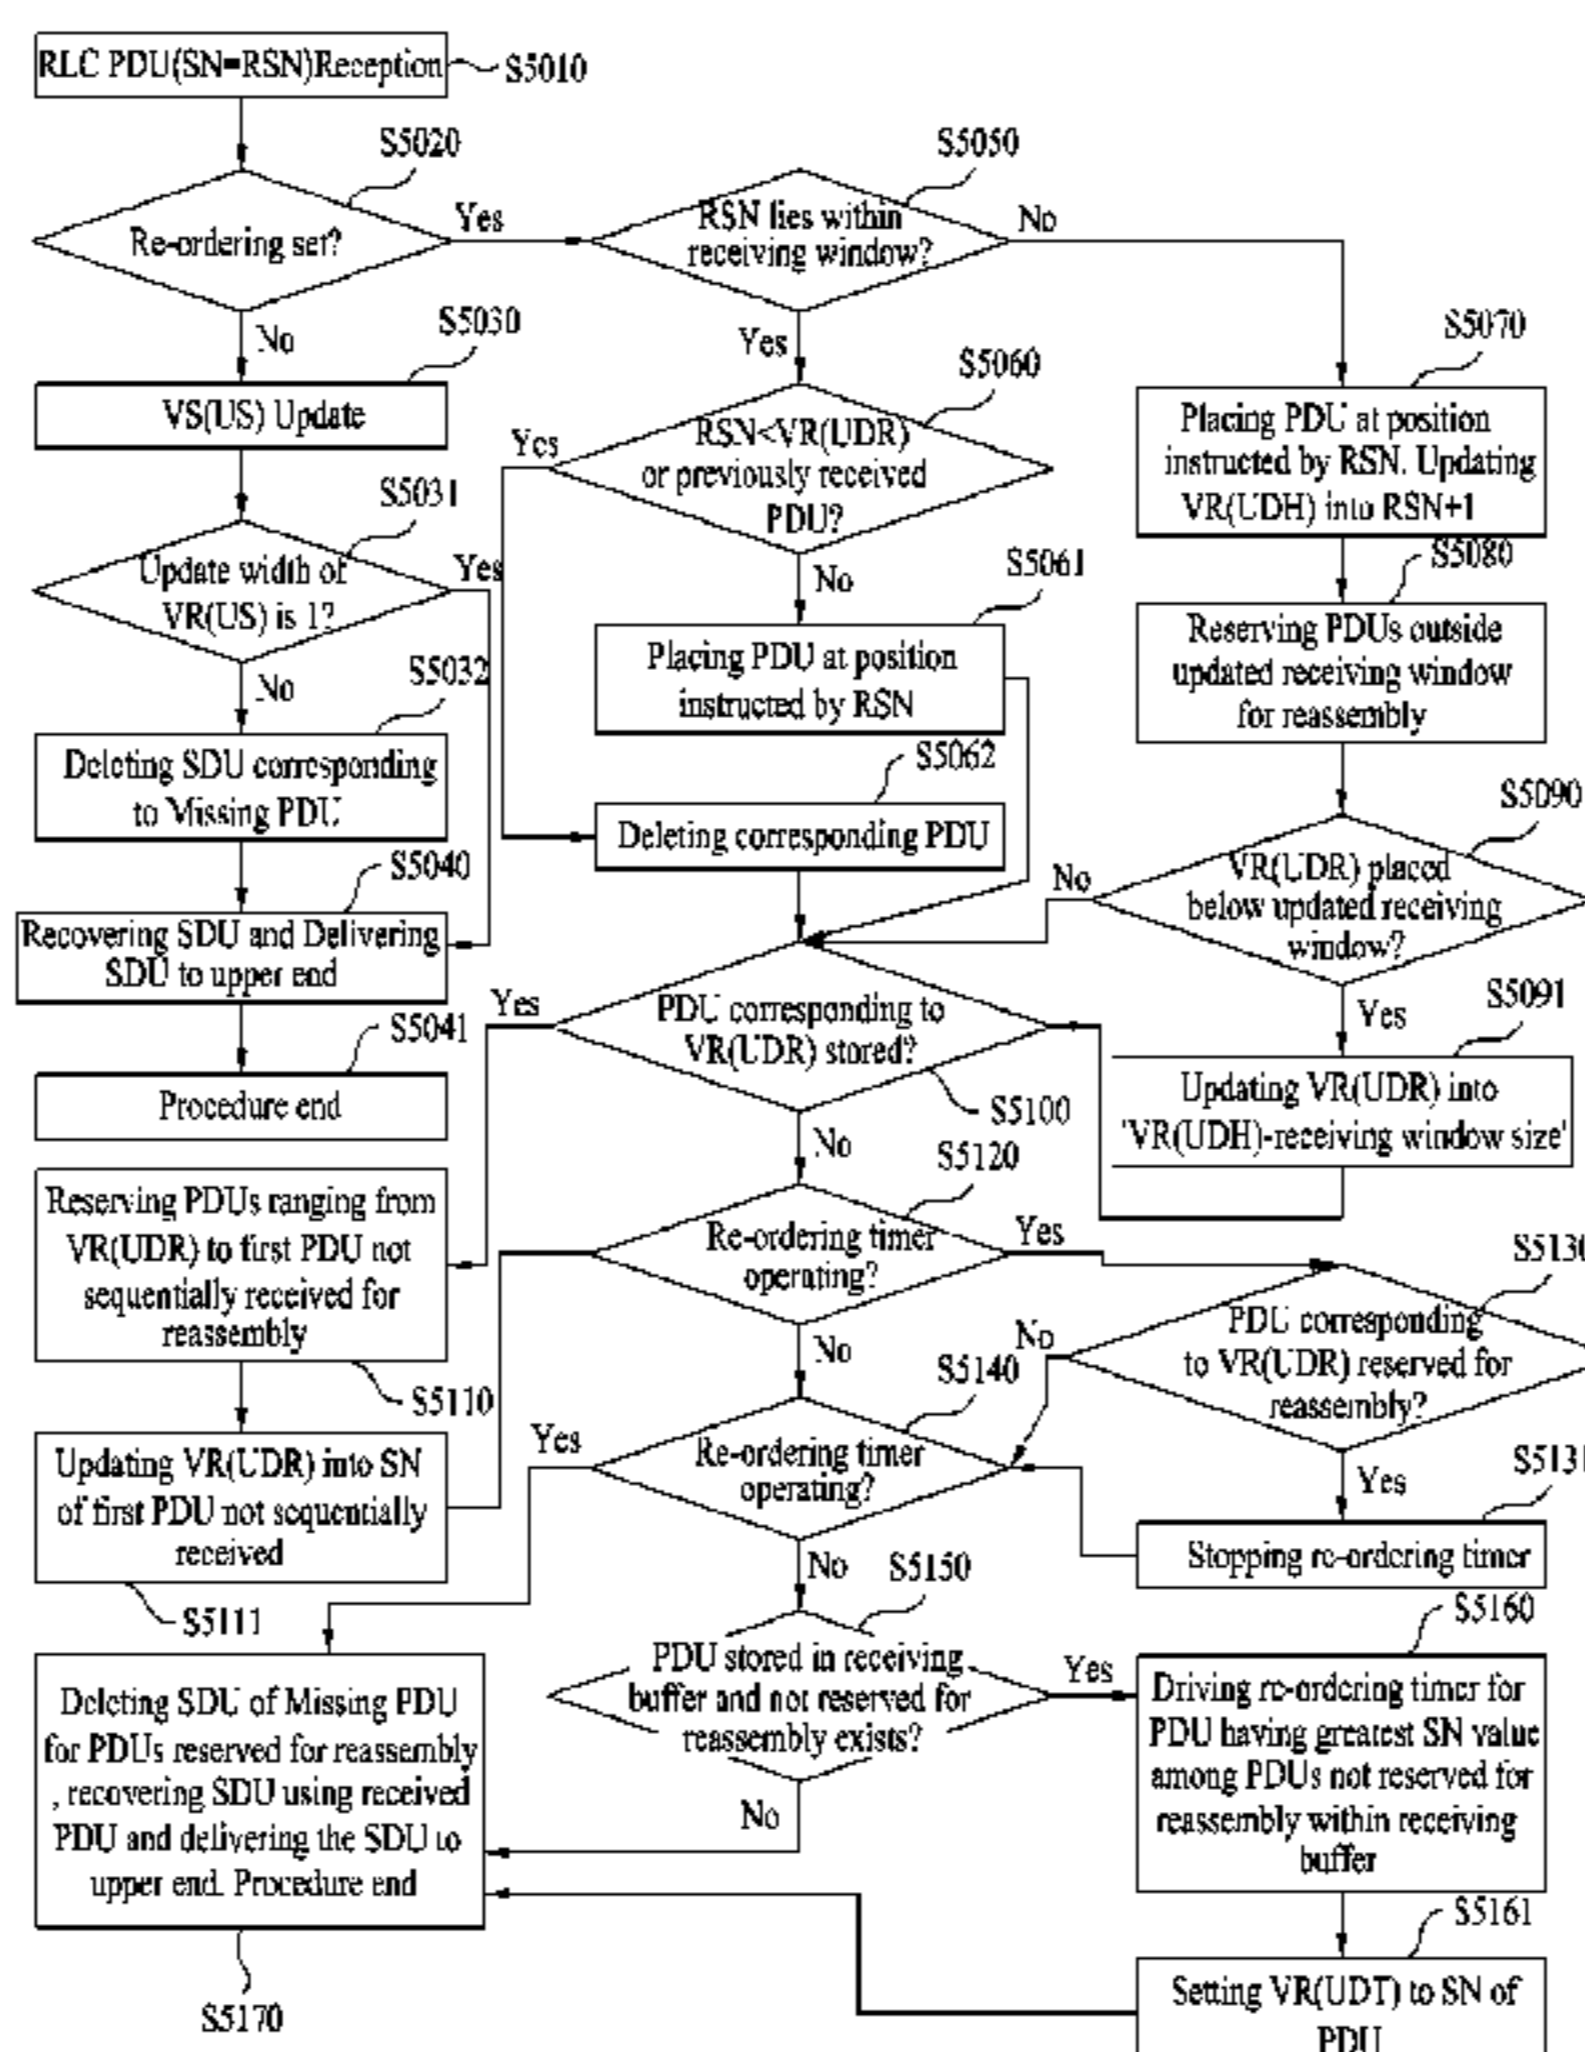 RLC PDU(SN=RSN)Reception
S5010
S5020
Re-ordering set?
Yes
No
S5050
RSN lies within
receiving window?
No
Yes
S5030
VS(US) Update
S5031
Update width of
VR(US) is 1?
Yes
No
S5032
Deleting SDU corresponding
to Missing PDU
S5040
Recovering SDU and Delivering
SDU to upper end
S5041
Procedure end
S5060
RSN<VR(UDR)
or previously received
PDU?
Yes
No
S5061
Placing PDU at position
instructed by RSN
S5062
Deleting corresponding PDU
S5070
Placing PDU at position
instructed by RSN. Updating
VR(UDH) into RSN+1
S5080
Reserving PDUs outside
updated receiving window
for reassembly
S5090
VR(UDR) placed
below updated receiving
window?
No
Yes
S5091
Updating VR(UDR) into
'VR(UDH)-receiving window size'
PDU corresponding to
VR(UDR) stored?
Yes
S5100
No
Reserving PDUs ranging from
VR(UDR) to first PDU not
sequentially received for
reassembly
S5110
Updating VR(UDR) into SN
of first PDU not sequentially
received
S5111
S5120
Re-ordering timer
operating?
Yes
No
S5130
PDU corresponding
to VR(UDR) reserved for
reassembly?
No
Yes
S5131
Stopping re-ordering timer
S5140
Re-ordering timer
operating?
Yes
No
S5150
PDU stored in receiving
buffer and not reserved for
reassembly exists?
Yes
No
S5160
Driving re-ordering timer for
PDU having greatest SN value
among PDUs not reserved for
reassembly within receiving
buffer
S5161
Setting VR(UDT) to SN of
PDU
Deleting SDU of Missing PDU
for PDUs reserved for reassembly
, recovering SDU using received
PDU and delivering the SDU to
upper end. Procedure end
S5170